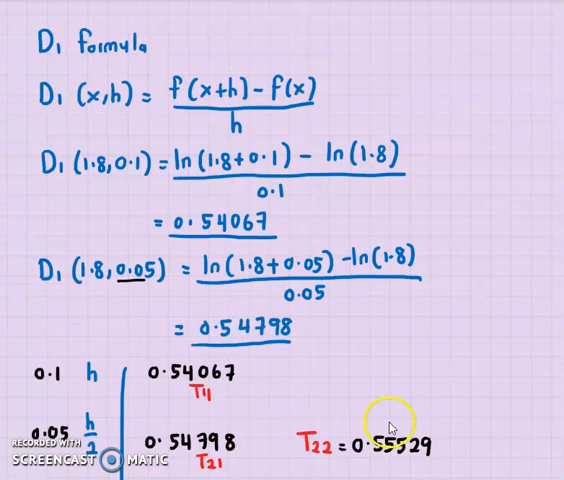 D₁ formula
D₁ (x,h) = f(x+h) - f(x)
h
D₁ (1.8,0.1) = ln(1.8+0.1) - ln(1.8)
0.1
= 0.54067
D₁ (1.8, 0.05) = ln(1.8+0.05) - ln(1.8)
0.05
= 0.54798
0.1 h 0.54067
T11
0.05 h/2 0.54798 T22 = 0.55529
T21
RECORDED WITH
SCREENCAST MATIC